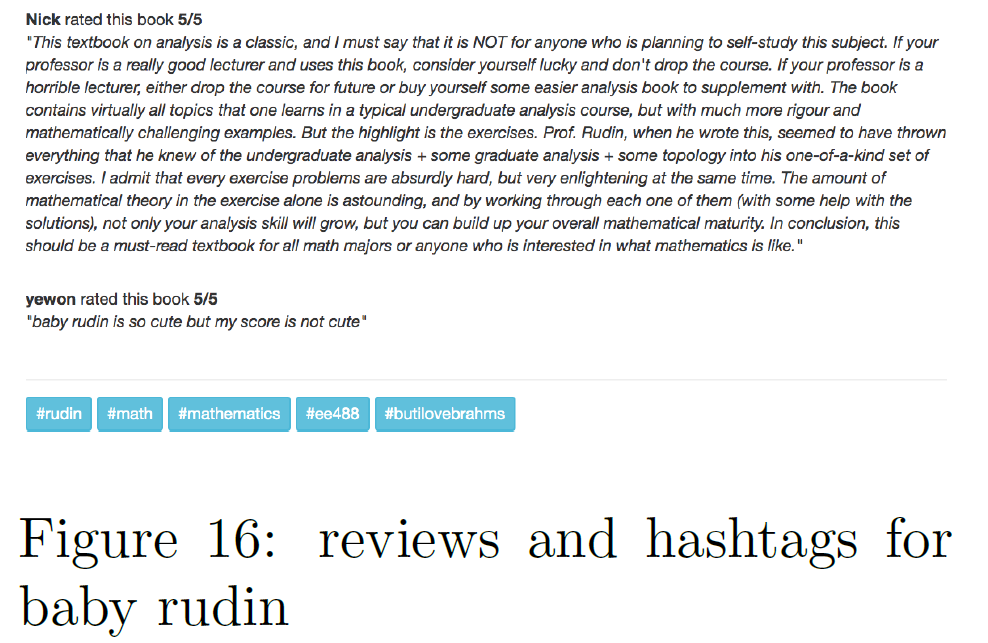 Nick rated this book 5/5
"This textbook on analysis is a classic, and I must say that it is NOT for anyone who is planning to self-study this subject. If your
professor is a really good lecturer and uses this book, consider yourself lucky and don't drop the course. If your professor is a
horrible lecturer, either drop the course for future or buy yourself some easier analysis book to supplement with. The book
contains virtually all topics that one learns in a typical undergraduate analysis course, but with much more rigour and
mathematically challenging examples. But the highlight is the exercises. Prof. Rudin, when he wrote this, seemed to have thrown
everything that he knew of the undergraduate analysis + some graduate analysis + some topology into his one-of-a-kind set of
exercises. I admit that every exercise problems are absurdly hard, but very enlightening at the same time. The amount of
mathematical theory in the exercise alone is astounding, and by working through each one of them (with some help with the
solutions), not only your analysis skill will grow, but you can build up your overall mathematical maturity. In conclusion, this
should be a must-read textbook for all math majors or anyone who is interested in what mathematics is like."
yewon rated this book 5/5
"baby rudin is so cute but my score is not cute"
#rudin #math #mathematics #ee488 #butilovebrahms
Figure 16: reviews and hashtags for
baby rudin